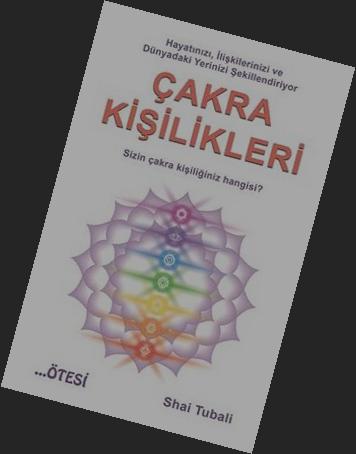 Hayatınızı, İlişkilerinizi ve
Dünyadaki Yerinizi Şekillendiriyor
ÇAKRA
KİŞİLİKLERİ
Sizin çakra kişiliğiniz hangisi?
...ÖTESİ
Shai Tubali